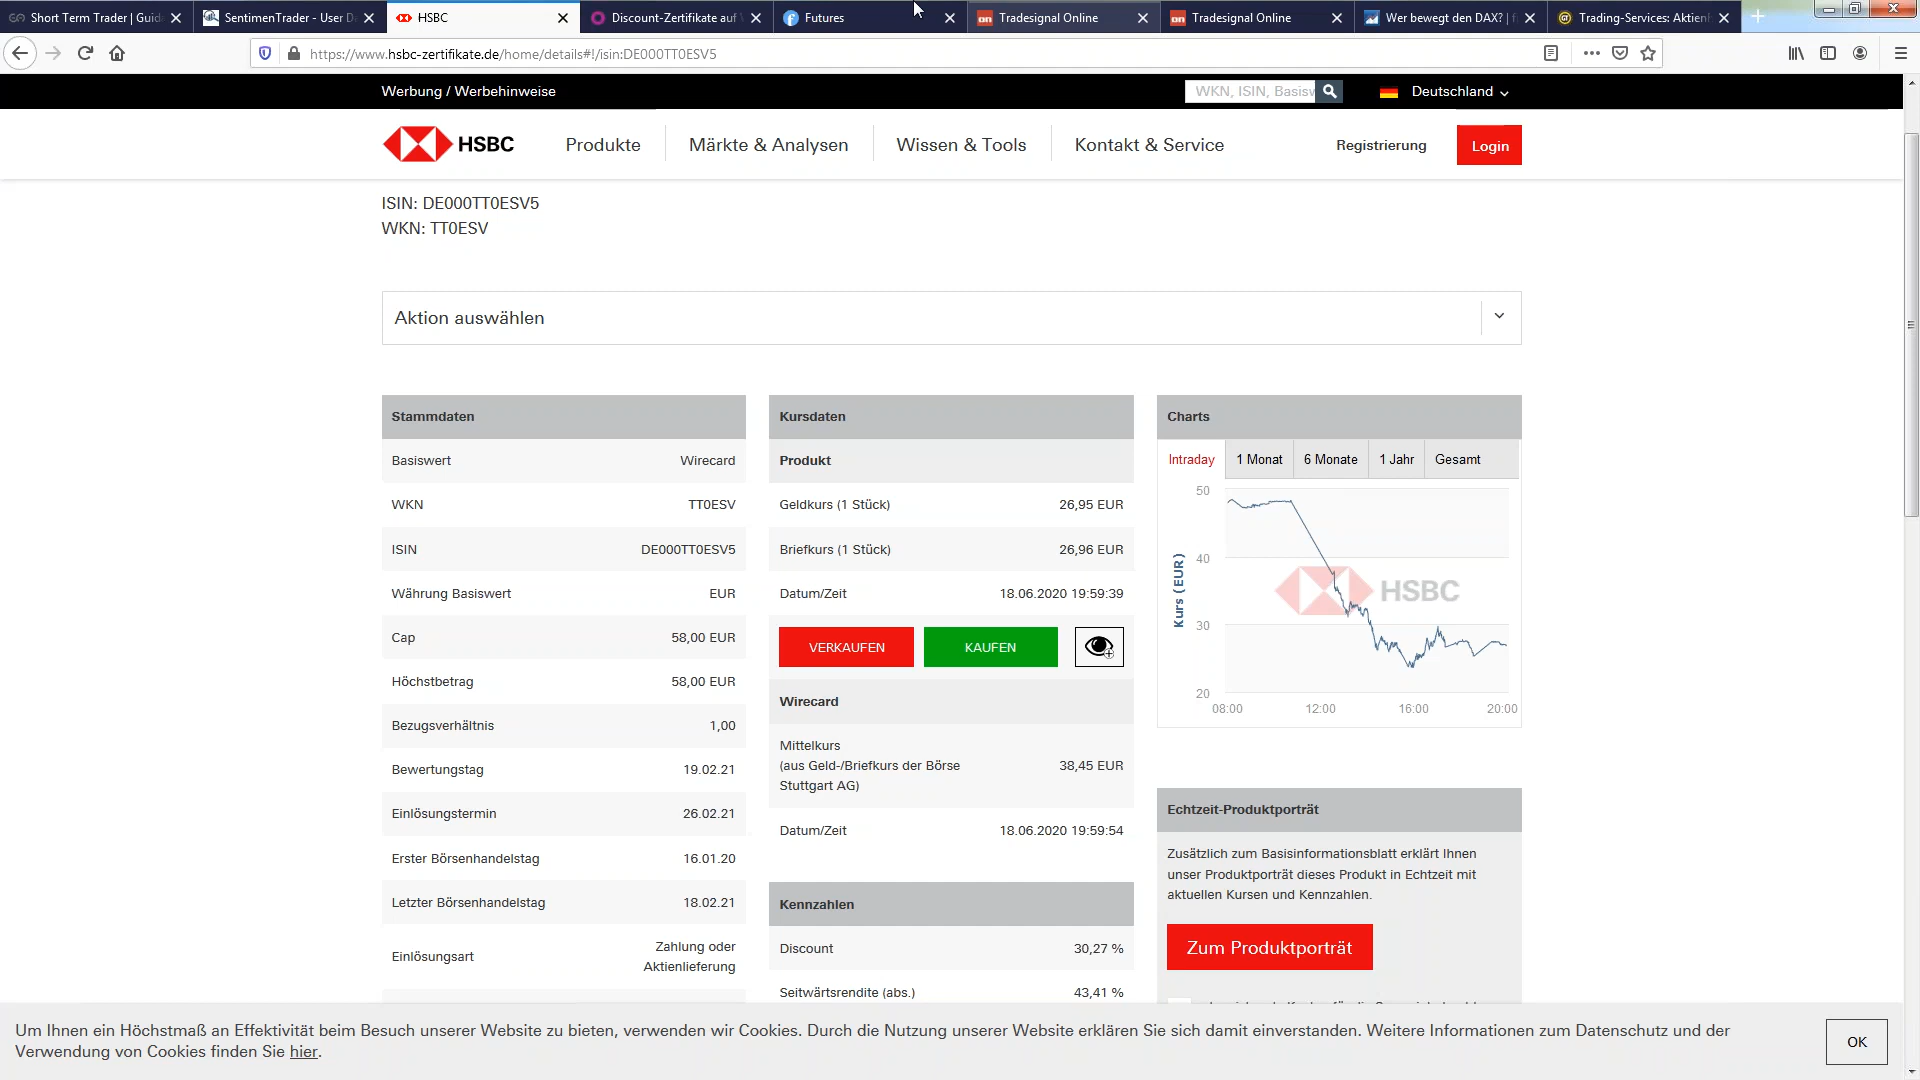 Short Term Trader | Guid
SentimenTrader - User D
HSBC
Discount-Zertifikate auf
Futures
Tradesignal Online
Tradesignal Online
Wer bewegt den DAX? |
Trading-Services: Aktien
https://www.hsbc-zertifikate.de/home/details#!/isin:DE000TT0ESV5
Werbung / Werbehinweise
WKN, ISIN, Basisw
Deutschland
HSBC
Produkte
Märkte & Analysen
Wissen & Tools
Kontakt & Service
Registrierung
Login
ISIN: DE000TT0ESV5
WKN: TT0ESV
Aktion auswählen
Stammdaten
Basiswert Wirecard
WKN TT0ESV
ISIN DE000TT0ESV5
Währung Basiswert EUR
Cap 58,00 EUR
Höchstbetrag 58,00 EUR
Bezugsverhältnis 1,00
Bewertungstag 19.02.21
Einlösungstermin 26.02.21
Erster Börsenhandelstag 16.01.20
Letzter Börsenhandelstag 18.02.21
Einlösungsart Zahlung oder
Aktienlieferung
Kursdaten
Produkt
Geldkurs (1 Stück) 26,95 EUR
Briefkurs (1 Stück) 26,96 EUR
Datum/Zeit 18.06.2020 19:59:39
VERKAUFEN KAUFEN
Wirecard
Mittelkurs
(aus Geld-/Briefkurs der Börse 38,45 EUR
Stuttgart AG)
Datum/Zeit 18.06.2020 19:59:54
Kennzahlen
Discount 30,27 %
Seitwärtsrendite (abs.) 43,41 %
Charts
Intraday 1 Monat 6 Monate 1 Jahr Gesamt
50
40
30
20
Kurs (EUR)
HSBC
08:00 12:00 16:00 20:00
Echtzeit-Produktporträt
Zusätzlich zum Basisinformationsblatt erklärt Ihnen
unser Produktporträt dieses Produkt in Echtzeit mit
aktuellen Kursen und Kennzahlen.
Zum Produktporträt
Um Ihnen ein Höchstmaß an Effektivität beim Besuch unserer Website zu bieten, verwenden wir Cookies. Durch die Nutzung unserer Website erklären Sie sich damit einverstanden. Weitere Informationen zum Datenschutz und der
Verwendung von Cookies finden Sie hier.
OK